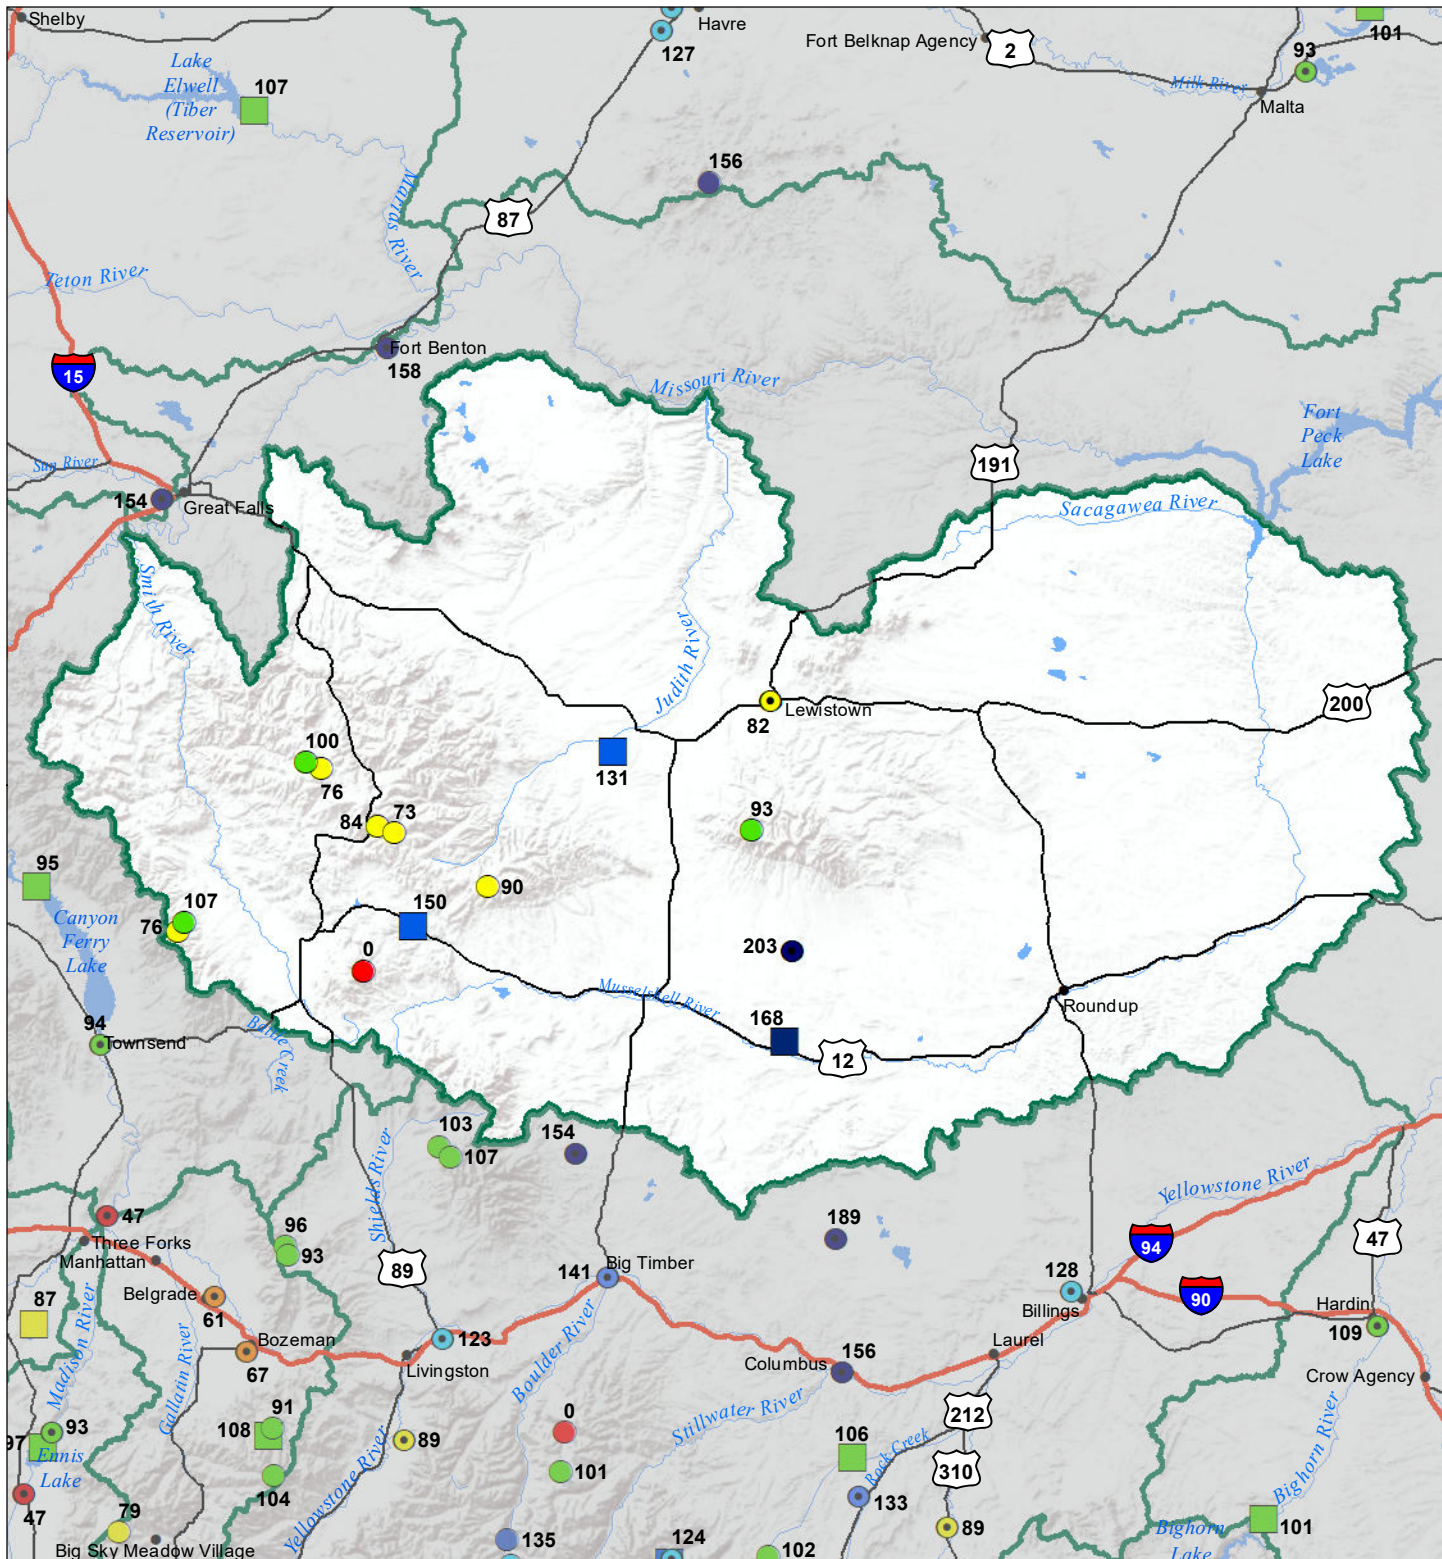 Shelby
Havre
127
Fort Belknap Agency
2
93
101
Lake
Elwell
(Tiber
Reservoir)
107
Milk River
Malta
156
Marias River
87
Teton River
15
Fort Benton
158
Missouri River
Fort
Peck
Lake
191
Sun River
154
Great Falls
Sacagawea River
Smith River
Judith River
200
82
Lewistown
100
76
131
84
73
93
95
90
107
76
150
Canyon
Ferry
Lake
0
203
Musselshell River
Roundup
168
94
Townsend
Battle Creek
12
103
107
154
Shields River
Yellowstone River
47
96
93
189
94
47
Three Forks
Manhattan
89
141
Big Timber
128
90
Belgrade
61
Billings
Hardin
109
87
Madison River
Gallatin River
Bozeman
67
123
Livingston
Boulder River
Columbus
156
Laurel
Crow Agency
91
108
0
Stillwater River
212
93
97
Ennis
Lake
89
106
Rock Creek
310
Bighorn River
101
104
47
79
Yellowstone River
133
101
135
124
102
89
Bighorn
Lake
Big Sky Meadow Village